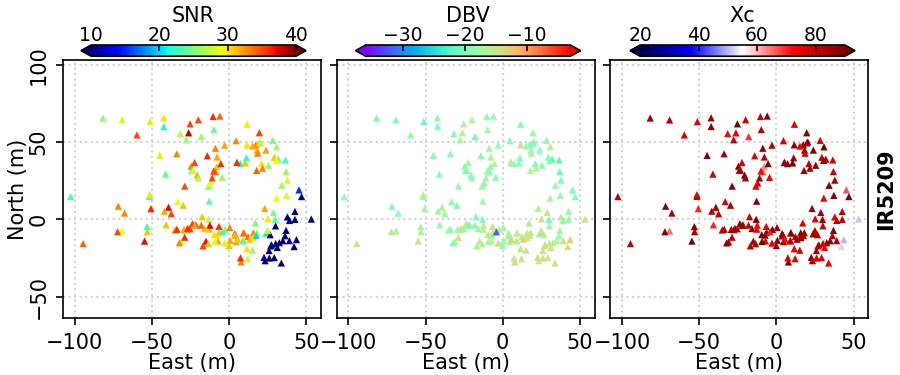 SNR DBV Xc
10 20 30 40 −30 −20 −10 20 40 60 80
100
50
0
−50
North (m)
IR5209
−100 −50 0 50 −100 −50 0 50 −100 −50 0 50
East (m) East (m) East (m)